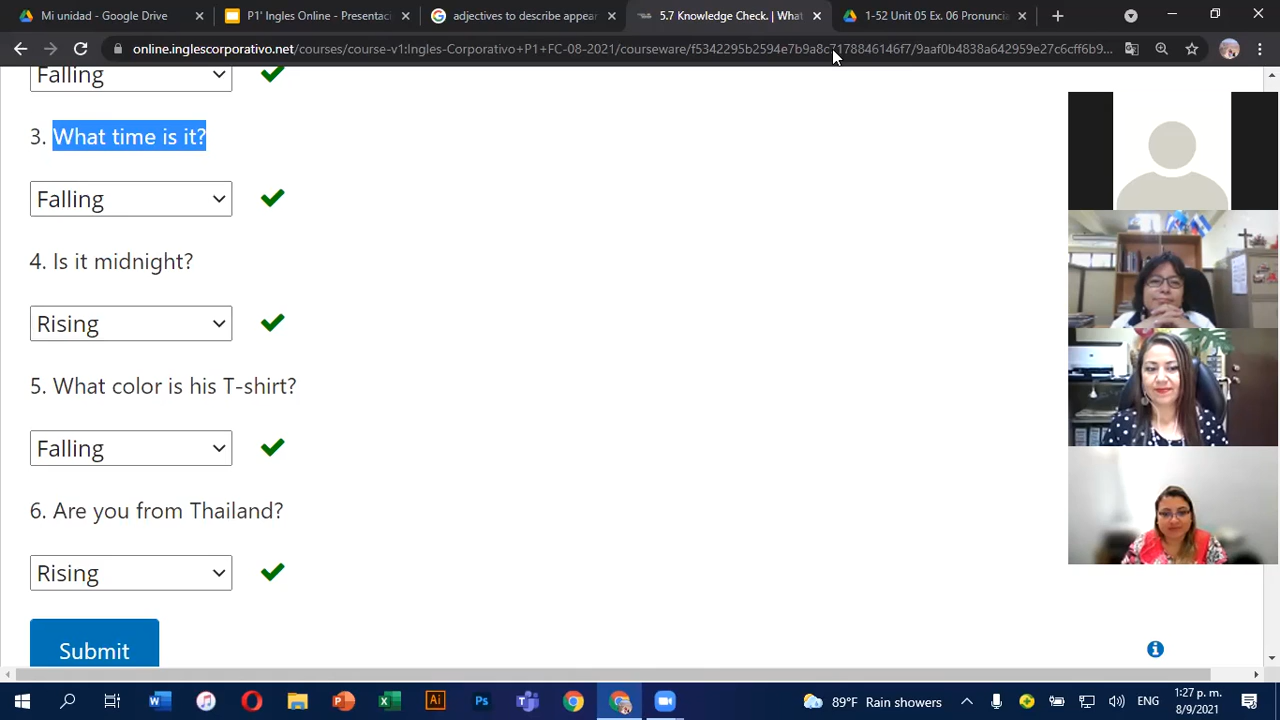 Mi unidad - Google Drive
P1' Ingles Online - Presentaci
adjectives to describe appear
5.7 Knowledge Check. | What
1-52 Unit 05 Ex. 06 Pronuncia
online.inglescorporativo.net/courses/course-v1:Ingles-Corporativo+P1+FC-08-2021/courseware/f5342295b2594e7b9a8c7178846146f7/9aaf0b4838a642959e27c6cff6b9...
Falling
3. What time is it?
Falling
4. Is it midnight?
Rising
5. What color is his T-shirt?
Falling
6. Are you from Thailand?
Rising
Submit
89°F Rain showers
ENG
1:27 p. m.
8/9/2021